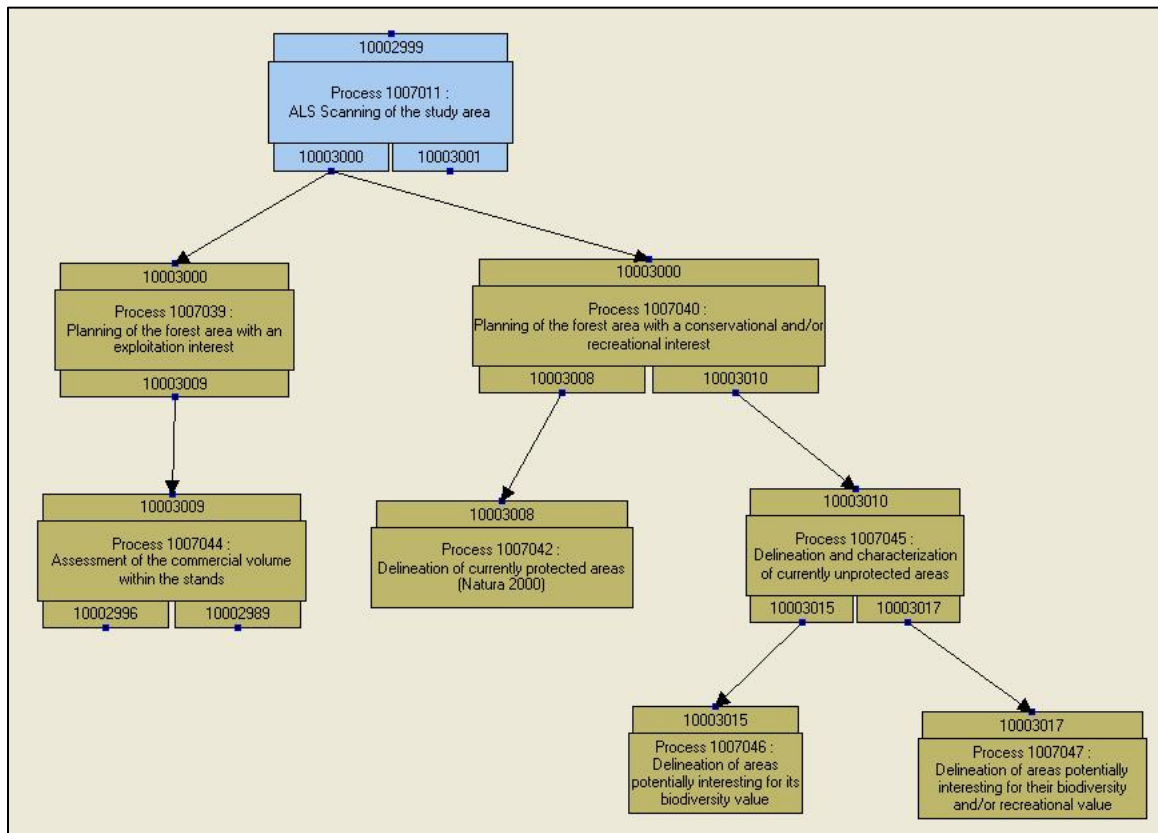 10002999
Process 1007011 :
ALS Scanning of the study area
10003000
10003001
10003000
Process 1007039 :
Planning of the forest area with an
exploitation interest
10003009
10003000
Process 1007040 :
Planning of the forest area with a conservational and/or
recreational interest
10003008
10003010
10003009
Process 1007044 :
Assessment of the commercial volume
within the stands
10002996
10002989
10003008
Process 1007042 :
Delineation of currently protected areas
(Natura 2000)
10003010
Process 1007045 :
Delineation and characterization
of currently unprotected areas
10003015
10003017
10003015
Process 1007046 :
Delineation of areas
potentially interesting for its
biodiversity value
10003017
Process 1007047 :
Delineation of areas potentially
interesting for their biodiversity
and/or recreational value